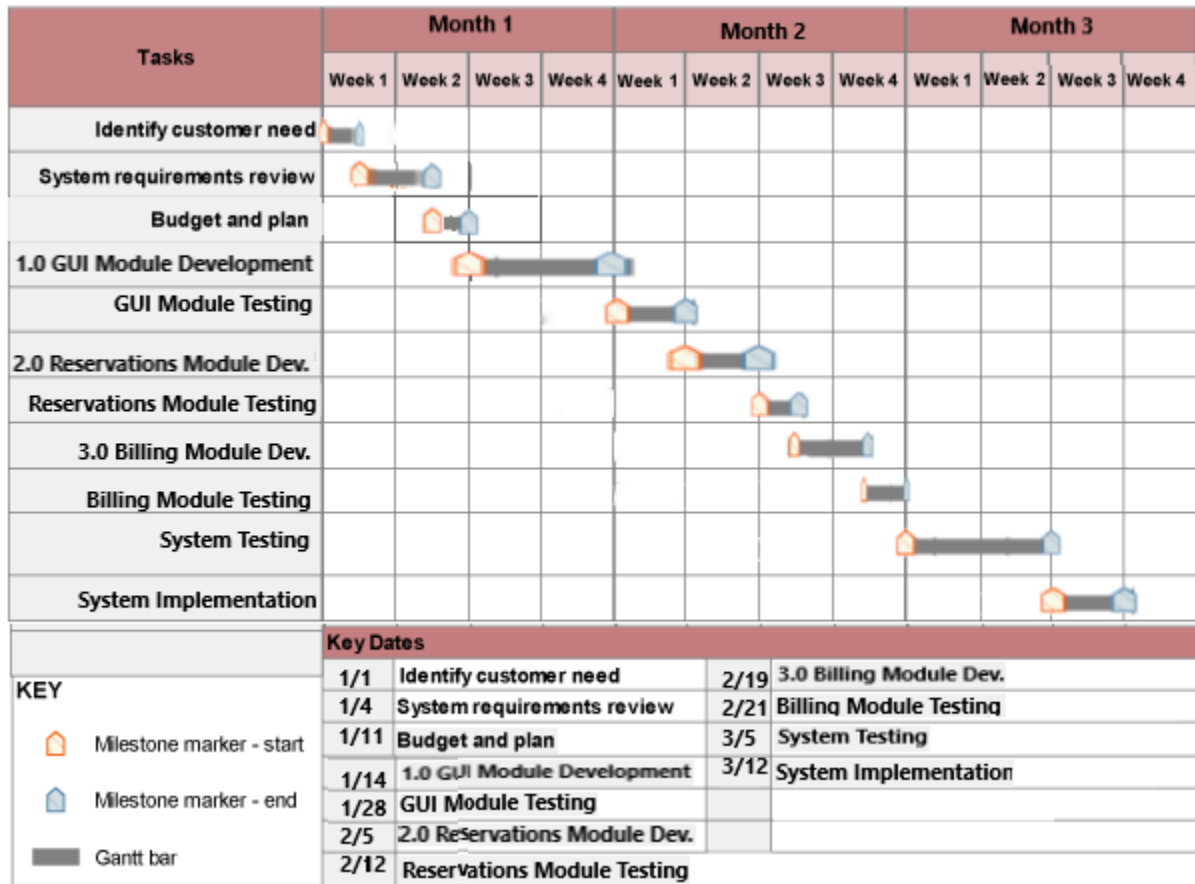 Tasks
Month 1
Month 2
Month 3
Week 1 Week 2 Week 3 Week 4 Week 1 Week 2 Week 3 Week 4 Week 1 Week 2 Week 3 Week 4
Identify customer need
System requirements review
Budget and plan
1.0 GUI Module Development
GUI Module Testing
2.0 Reservations Module Dev.
Reservations Module Testing
3.0 Billing Module Dev.
Billing Module Testing
System Testing
System Implementation
KEY
Milestone marker - start
Milestone marker - end
Gantt bar
Key Dates
1/1 Identify customer need
1/4 System requirements review
1/11 Budget and plan
1/14 1.0 GUI Module Development
1/28 GUI Module Testing
2/5 2.0 Reservations Module Dev.
2/12 Reservations Module Testing
2/19 3.0 Billing Module Dev.
2/21 Billing Module Testing
3/5 System Testing
3/12 System Implementation